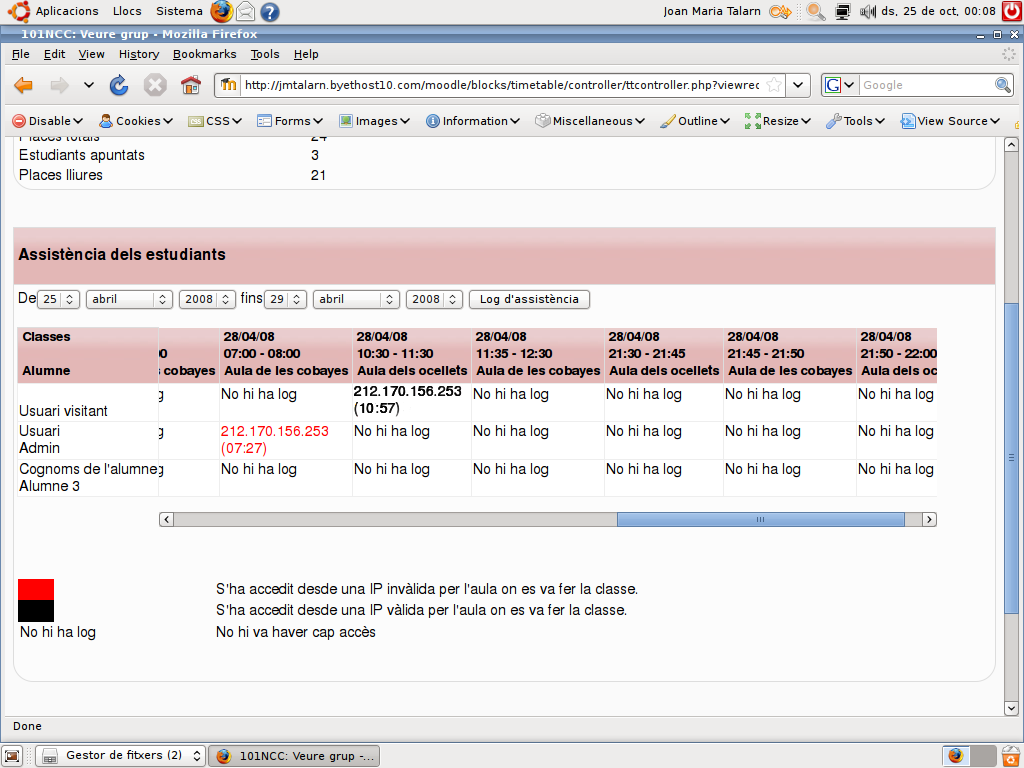 Aplicacions Llocs Sistema Joan Maria Talarn ds, 25 de oct, 00:08
101NCC: Veure grup - Mozilla Firefox
File Edit View History Bookmarks Tools Help
http://jmtalarn.byethost10.com/moodle/blocks/timetable/controller/ttcontroller.php?viewrec Google
Disable Cookies CSS Forms Images Information Miscellaneous Outline Resize Tools View Source
Places totals 24
Estudiants apuntats 3
Places lliures 21
Assistència dels estudiants
De 25 abril 2008 fins 29 abril 2008 Log d'assistència
Classes 28/04/08 28/04/08 28/04/08 28/04/08 28/04/08 28/04/08
07:00 - 08:00 10:30 - 11:30 11:35 - 12:30 21:30 - 21:45 21:45 - 21:50 21:50 - 22:00
Alumne cobayes Aula de les cobayes Aula dels ocellets Aula de les cobayes Aula dels ocellets Aula de les cobayes Aula dels oc
Usuari visitant g No hi ha log 212.170.156.253 No hi ha log No hi ha log No hi ha log No hi ha log
(10:57)
Usuari g 212.170.156.253 No hi ha log No hi ha log No hi ha log No hi ha log No hi ha log
Admin (07:27)
Cognoms de l'alumne g No hi ha log No hi ha log No hi ha log No hi ha log No hi ha log No hi ha log
Alumne 3
S'ha accedit desde una IP invàlida per l'aula on es va fer la classe.
S'ha accedit desde una IP vàlida per l'aula on es va fer la classe.
No hi ha log No hi va haver cap accès
Done
Gestor de fitxers (2) 101NCC: Veure grup -...